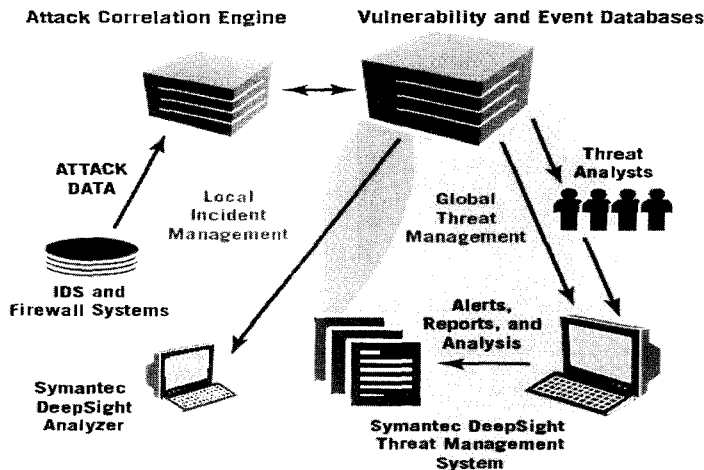 Attack Correlation Engine
Vulnerability and Event Databases
ATTACK
DATA
Local
Incident
Management
Global
Threat
Management
Threat
Analysts
IDS and
Firewall Systems
Alerts,
Reports, and
Analysis
Symantec
DeepSight
Analyzer
Symantec DeepSight
Threat Management
System